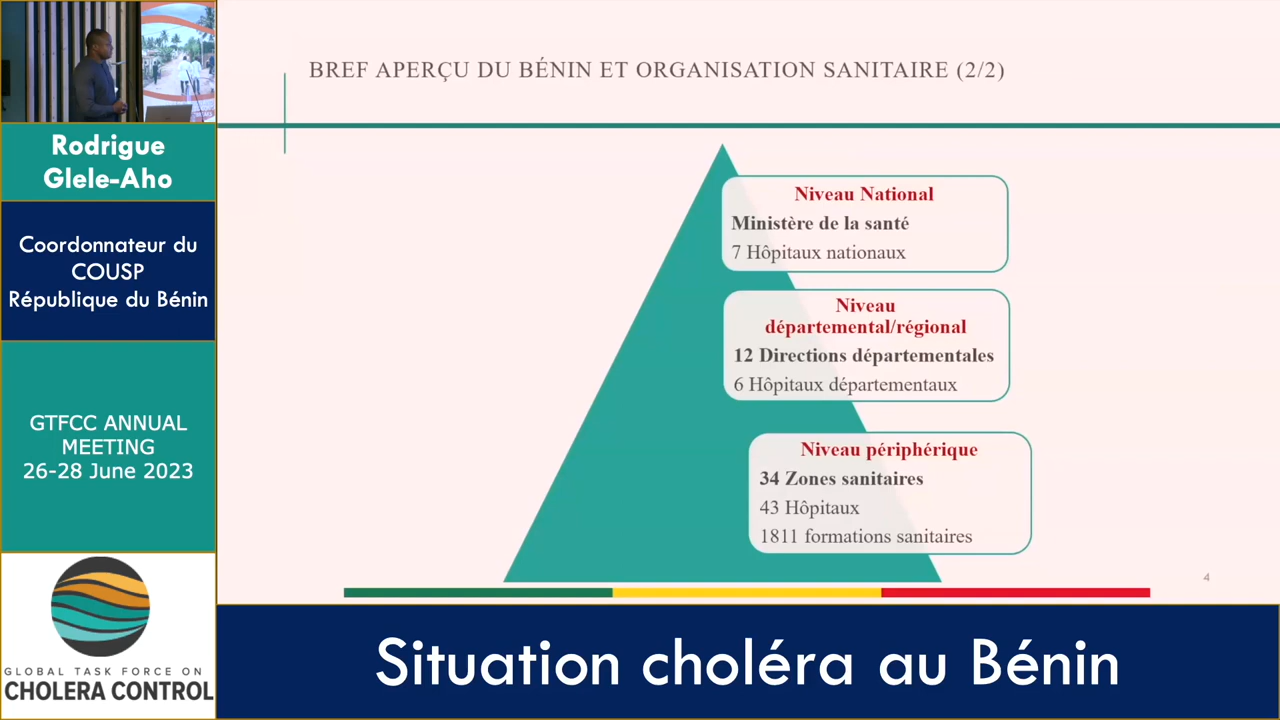 Rodrigue
Glele-Aho
Coordonnateur du
COUSP
République du Bénin
GTFCC ANNUAL
MEETING
26-28 June 2023
GLOBAL TASK FORCE ON
CHOLERA CONTROL
BREF APERÇU DU BÉNIN ET ORGANISATION SANITAIRE (2/2)
Niveau National
Ministère de la santé
7 Hôpitaux nationaux
Niveau
départemental/régional
12 Directions départementales
6 Hôpitaux départementaux
Niveau périphérique
34 Zones sanitaires
43 Hôpitaux
1811 formations sanitaires
4
Situation choléra au Bénin